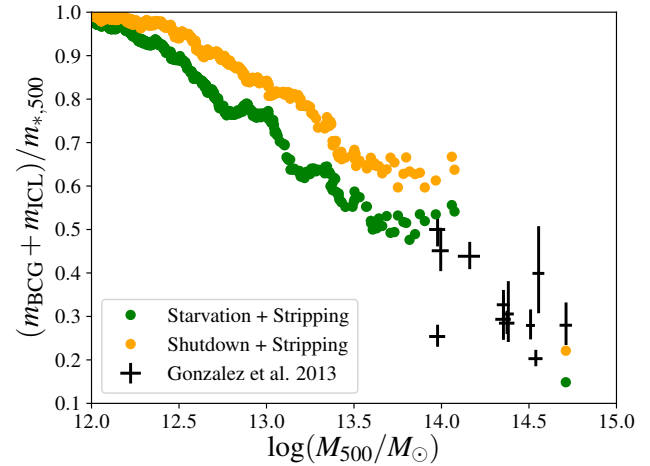 1.0
0.9
0.8
0.7
0.6
0.5
0.4
0.3
0.2
0.1
(m_BCG + m_ICL)/m_{*,500}
Starvation + Stripping
Shutdown + Stripping
Gonzalez et al. 2013
12.0 12.5 13.0 13.5 14.0 14.5 15.0
log(M_500/M_⊙)